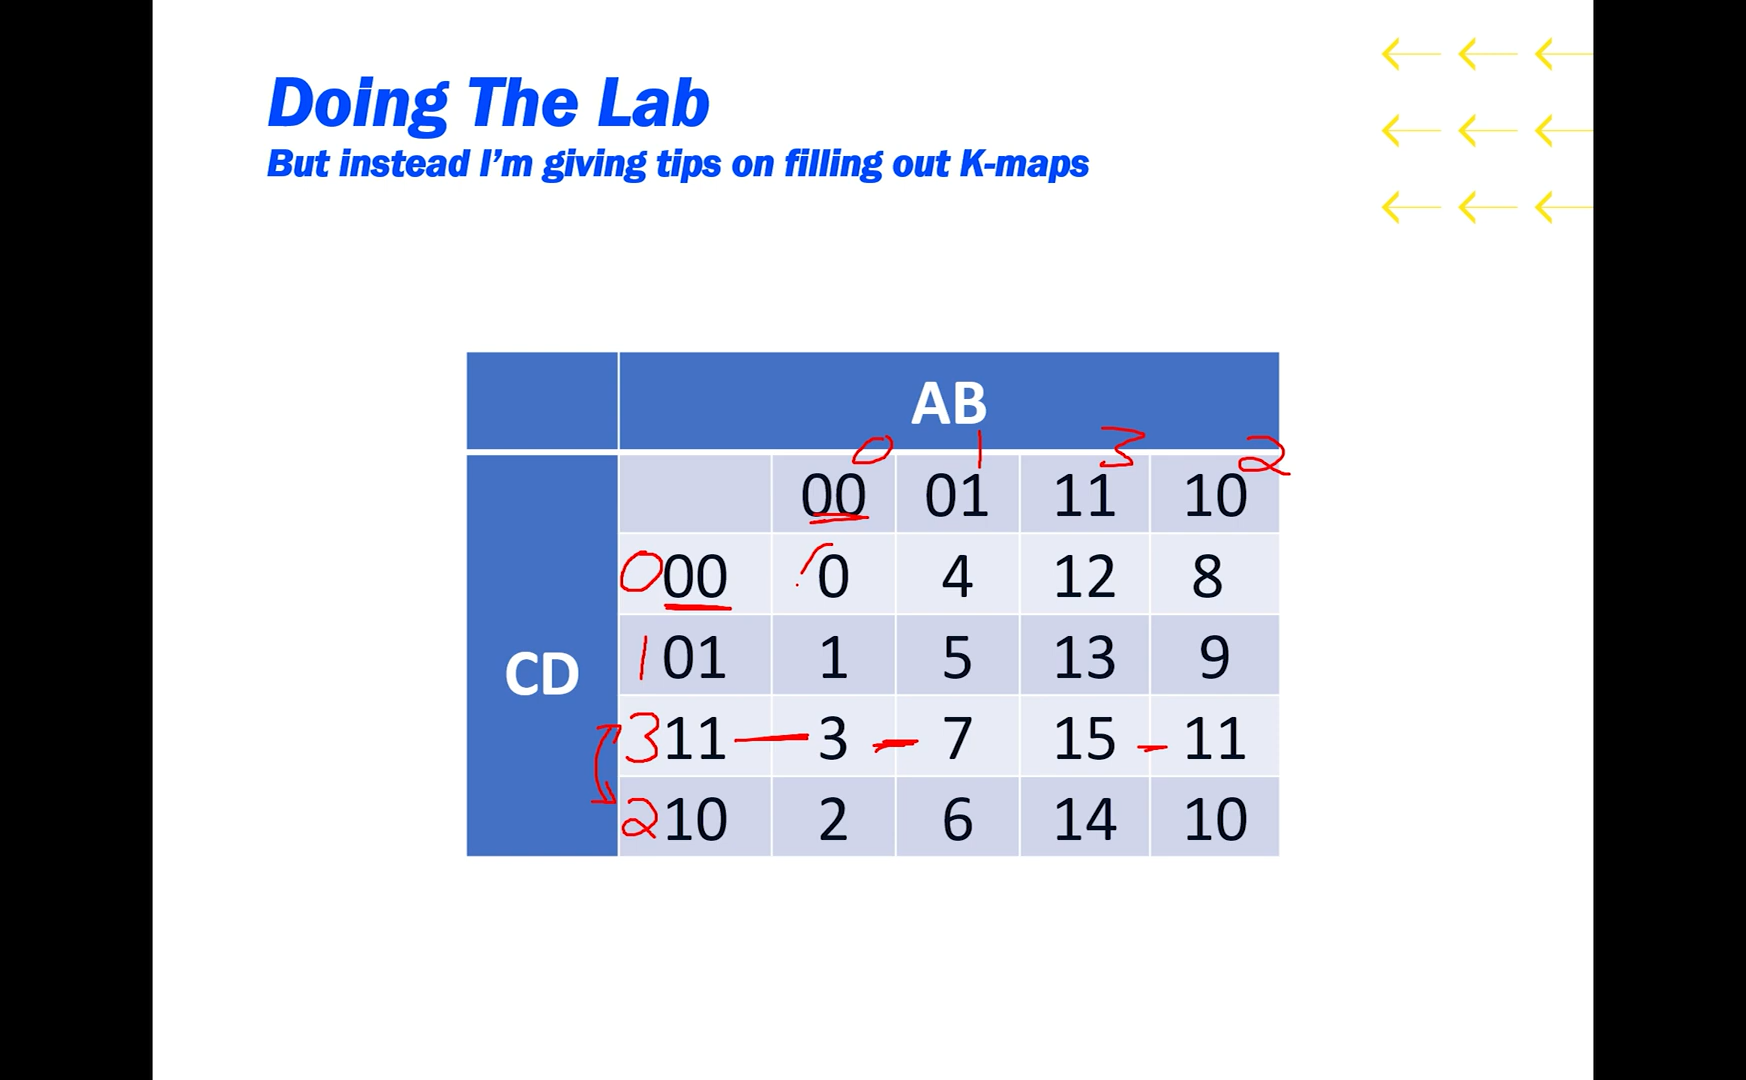 Doing The Lab
But instead I'm giving tips on filling out K-maps
AB
0 1 3 2
00 01 11 10
CD
0 00 0 4 12 8
1 01 1 5 13 9
3 11 3 7 15 11
2 10 2 6 14 10